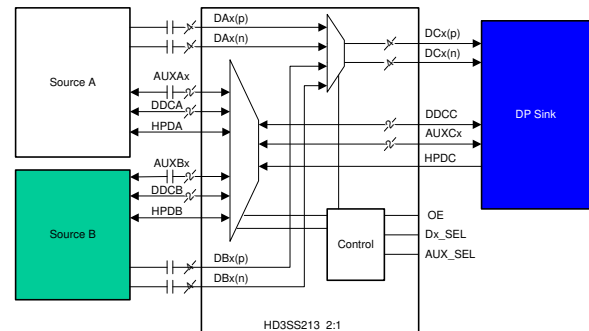 DAx(p)
DAx(n)
Source A
AUXAx
DDCA
HPDA
AUXBx
DDCB
HPDB
Source B
DBx(p)
DBx(n)
DCx(p)
DCx(n)
DP Sink
DDCC
AUXCx
HPDC
Control
OE
Dx_SEL
AUX_SEL
HD3SS213 2:1